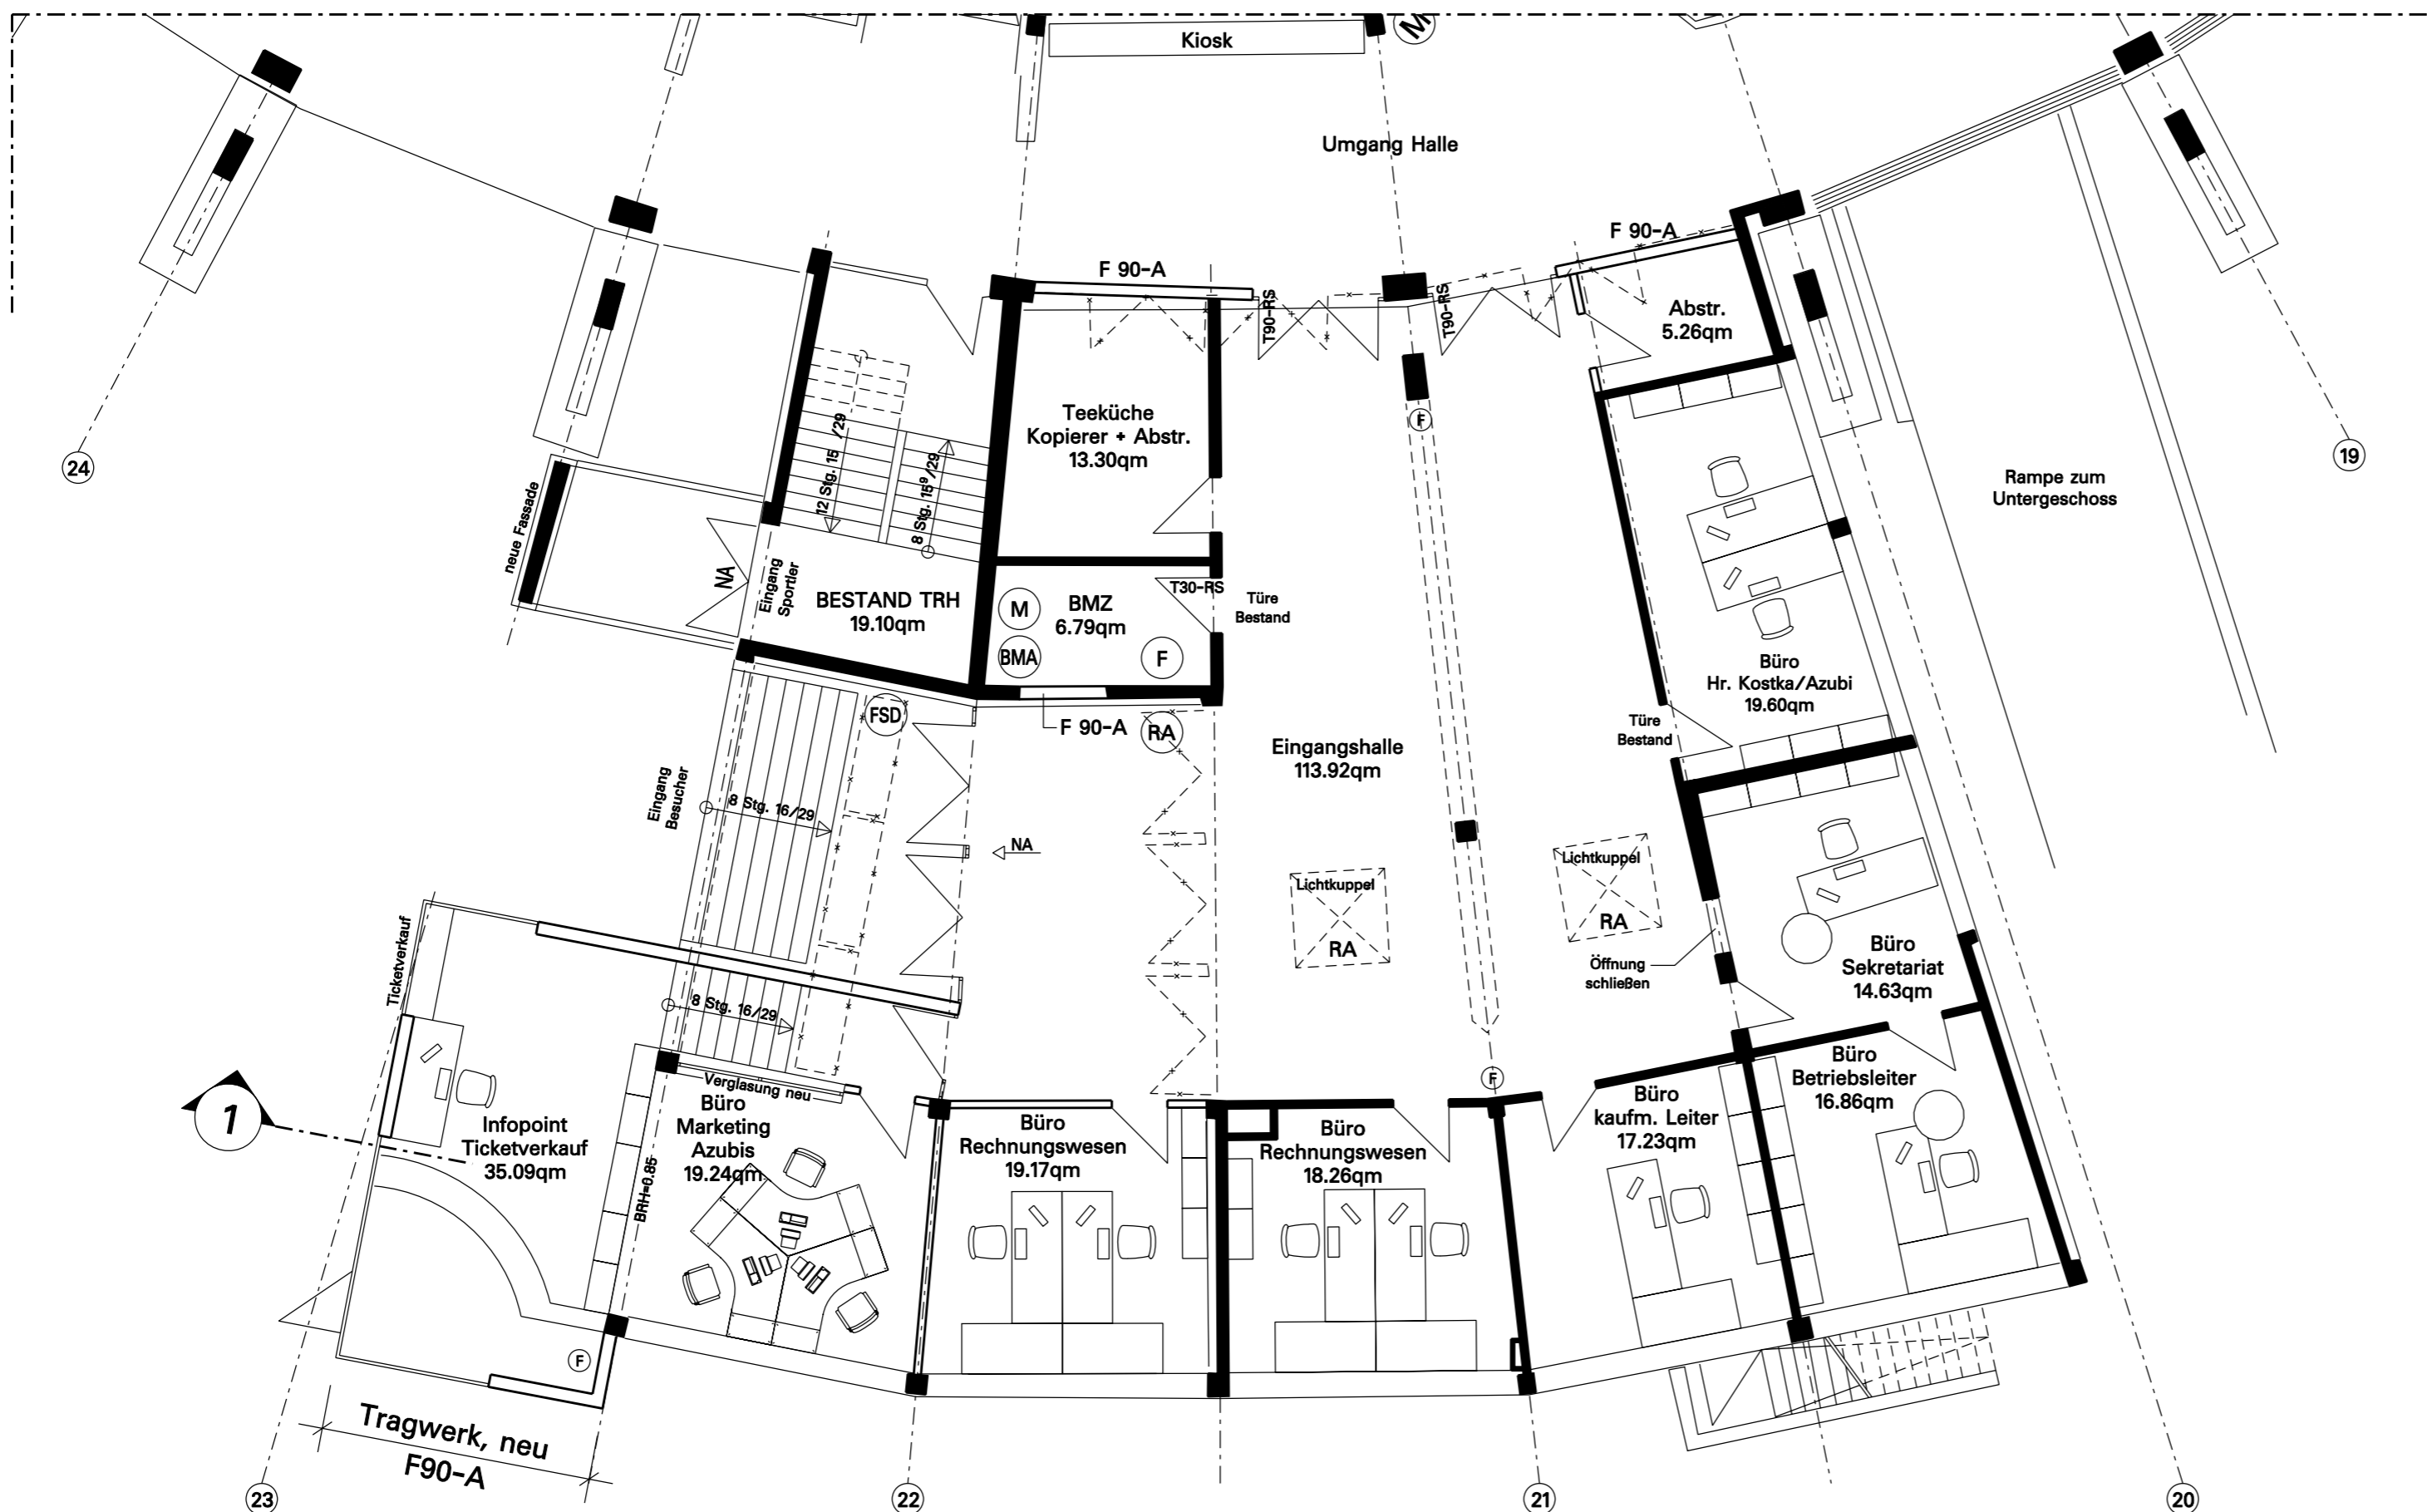 Kiosk
M
Umgang Halle
F 90-A
F 90-A
T90-RS
T90-RS
Abstr.
5.26qm
Teeküche
Kopierer + Abstr.
13.30qm
F
24
19
12 Stg. 15 /29
8 Stg. 15⁹/29
neue Fassade
Rampe zum
Untergeschoss
NA
Eingang
Sportler
BESTAND TRH
19.10qm
M
BMZ
6.79qm
T30-RS
BMA
F
Türe
Bestand
Büro
Hr. Kostka/Azubi
19.60qm
FSD
F 90-A
RA
Türe
Bestand
Eingangshalle
113.92qm
Eingang
Besucher
8 Stg. 16/29
NA
Lichtkuppel
RA
Lichtkuppel
RA
Ticketverkauf
Öffnung
schließen
Büro
Sekretariat
14.63qm
8 Stg. 16/29
Verglasung neu
F
Büro
Betriebsleiter
16.86qm
1
Infopoint
Ticketverkauf
35.09qm
BRH=0.85
Büro
Marketing
Azubis
19.24qm
Büro
Rechnungswesen
19.17qm
Büro
Rechnungswesen
18.26qm
Büro
kaufm. Leiter
17.23qm
F
Tragwerk, neu
F90-A
23
22
21
20